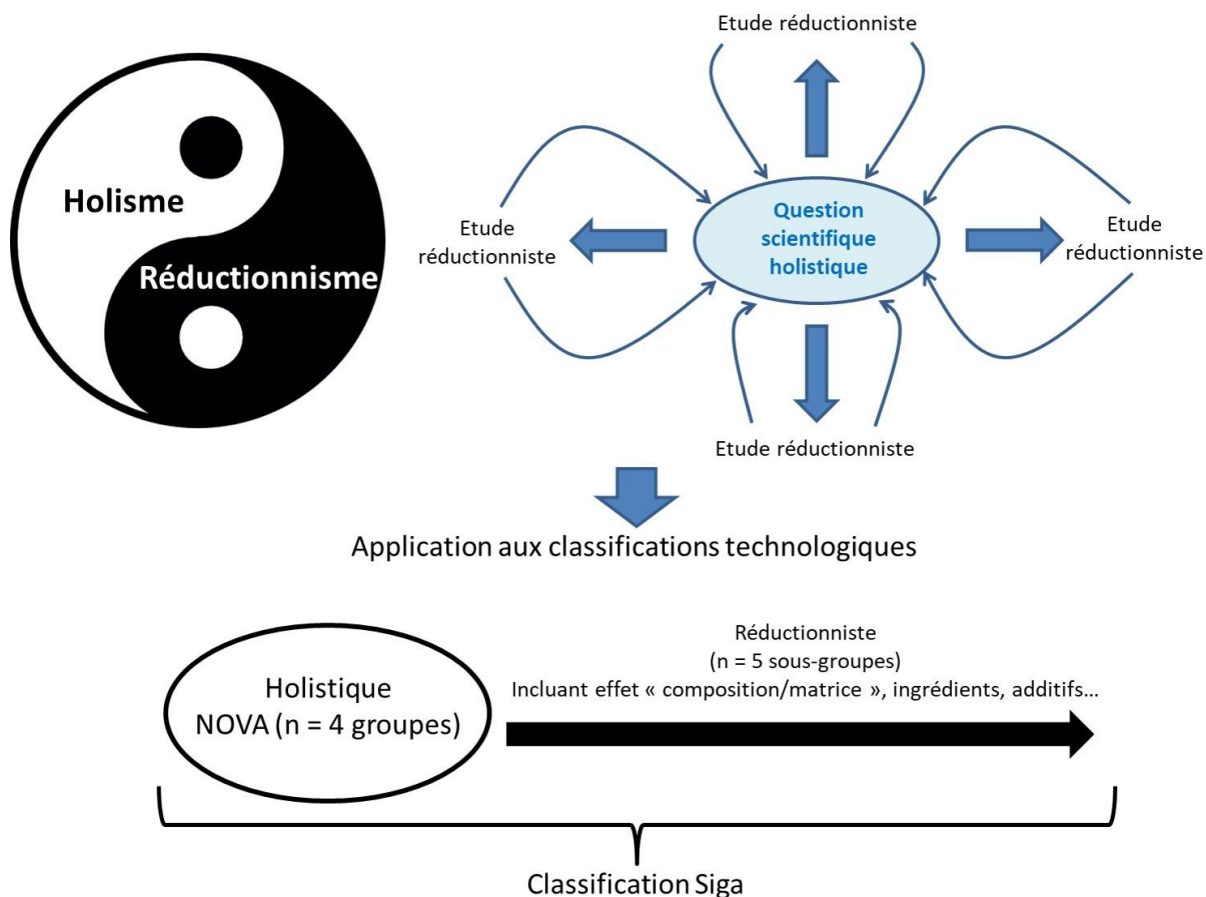 Holisme
Réductionnisme
Etude réductionniste
Etude
réductionniste
Question
scientifique
holistique
Etude
réductionniste
Etude réductionniste
Application aux classifications technologiques
Holistique
NOVA (n = 4 groupes)
Réductionniste
(n = 5 sous-groupes)
Incluant effet « composition/matrice », ingrédients, additifs…
Classification Siga